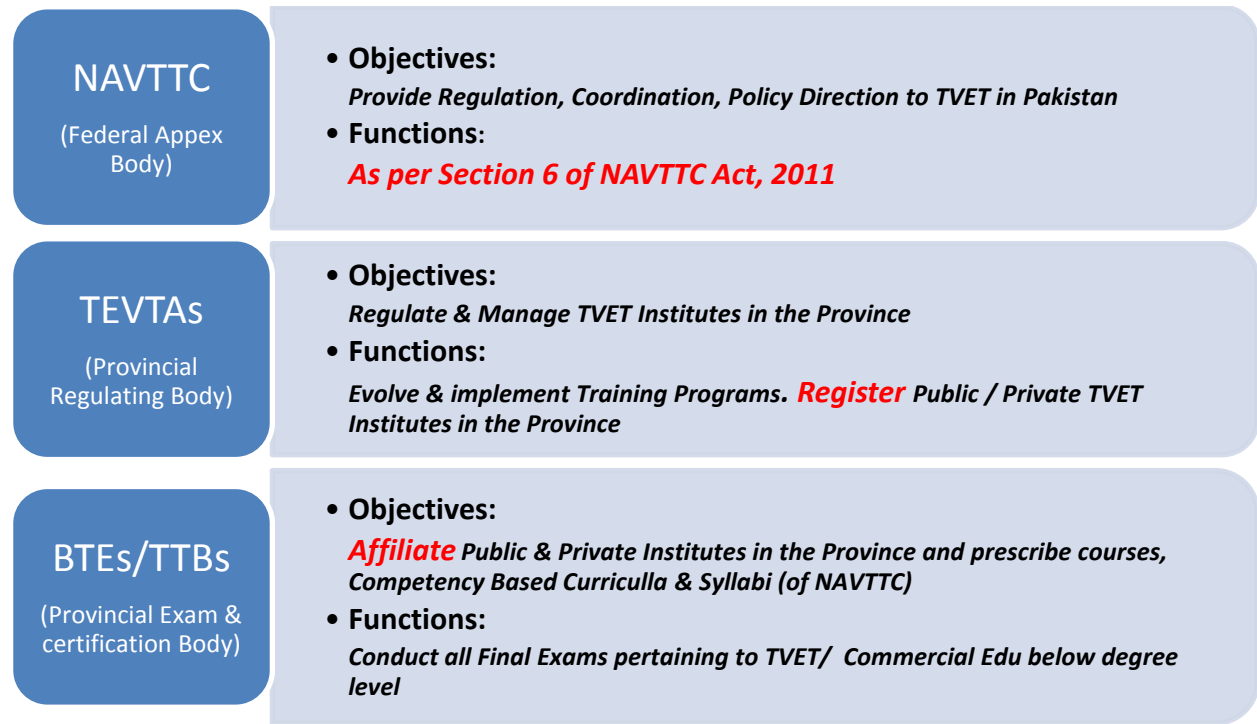 NAVTTC
(Federal Appex
Body)
• Objectives:
Provide Regulation, Coordination, Policy Direction to TVET in Pakistan
• Functions:
As per Section 6 of NAVTTC Act, 2011
TEVTAs
(Provincial
Regulating Body)
• Objectives:
Regulate & Manage TVET Institutes in the Province
• Functions:
Evolve & implement Training Programs. Register Public / Private TVET
Institutes in the Province
BTEs/TTBs
(Provincial Exam &
certification Body)
• Objectives:
Affiliate Public & Private Institutes in the Province and prescribe courses,
Competency Based Curriculla & Syllabi (of NAVTTC)
• Functions:
Conduct all Final Exams pertaining to TVET/ Commercial Edu below degree
level